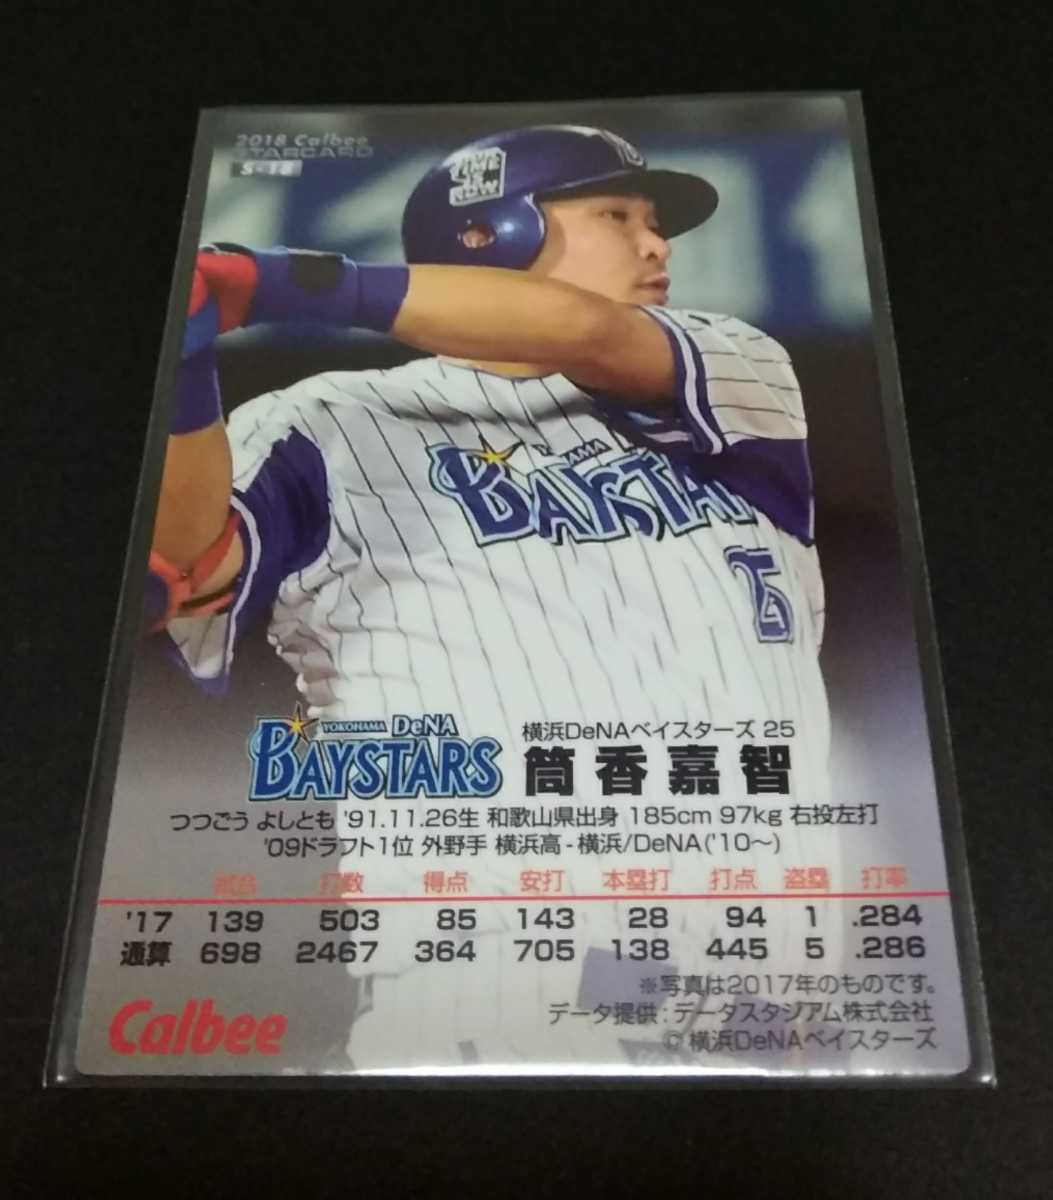 2018 Calbee
STARCARD
S-18
TIME
IS
NOW
BAYSTA
横浜DeNAベイスターズ 25
YOKOHAMA DeNA
BAYSTARS
筒香嘉智
つつごう よしとも '91.11.26生 和歌山県出身 185cm 97kg 右投左打
'09ドラフト1位 外野手 横浜高-横浜/DeNA('10〜)
試合 打数 得点 安打 本塁打 打点 盗塁 打率
'17 139 503 85 143 28 94 1 .284
通算 698 2467 364 705 138 445 5 .286
※写真は2017年のものです。
データ提供:データスタジアム株式会社
©横浜DeNAベイスターズ
Calbee